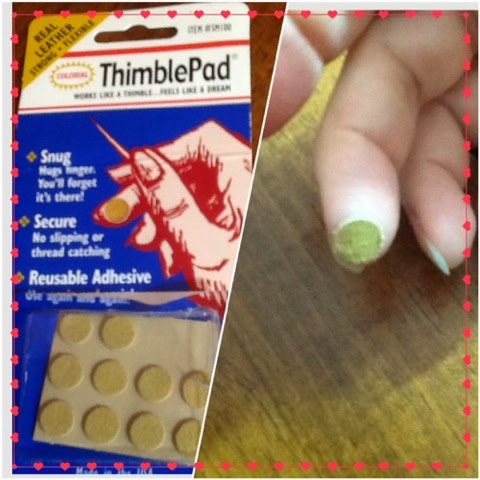 REAL
LEATHER
STRONG • FLEXIBLE
ITEM #SM100
COLONIAL
ThimblePad®
WORKS LIKE A THIMBLE...FEELS LIKE A DREAM
Snug
Hugs finger.
You'll forget
it's there!
Secure
No slipping or
thread catching
Reusable Adhesive
Use again and again.
Made in the USA